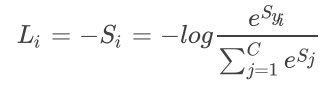 L_i = -S_i = -log \frac{e^{S_{y_i}}}{\sum_{j=1}^{C} e^{S_j}}